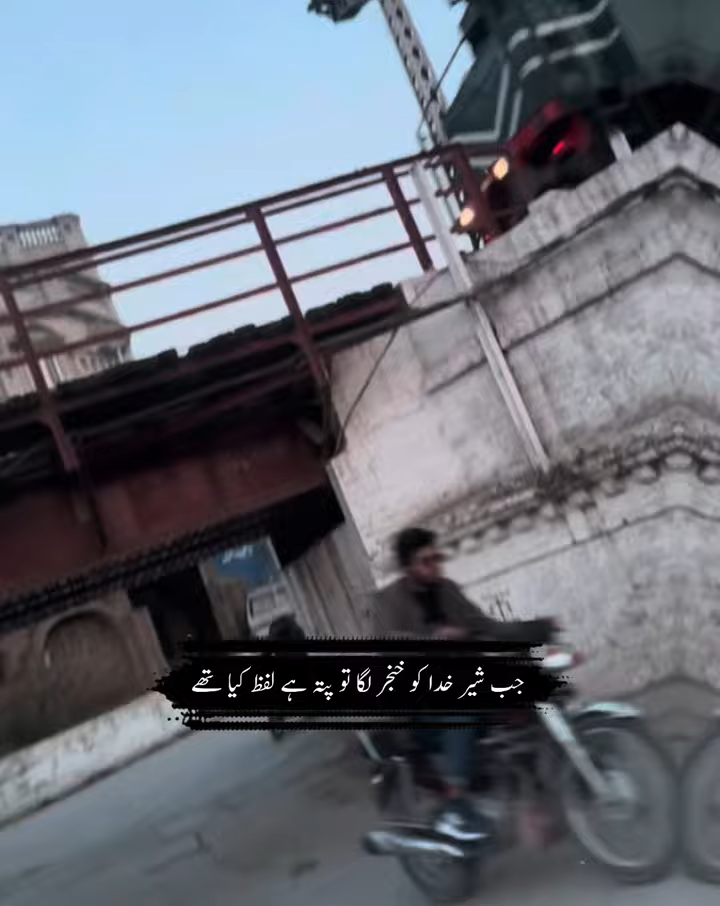 جب شیر خدا کو خنجر لگا تو پتہ ہے لفظ کیا تھے